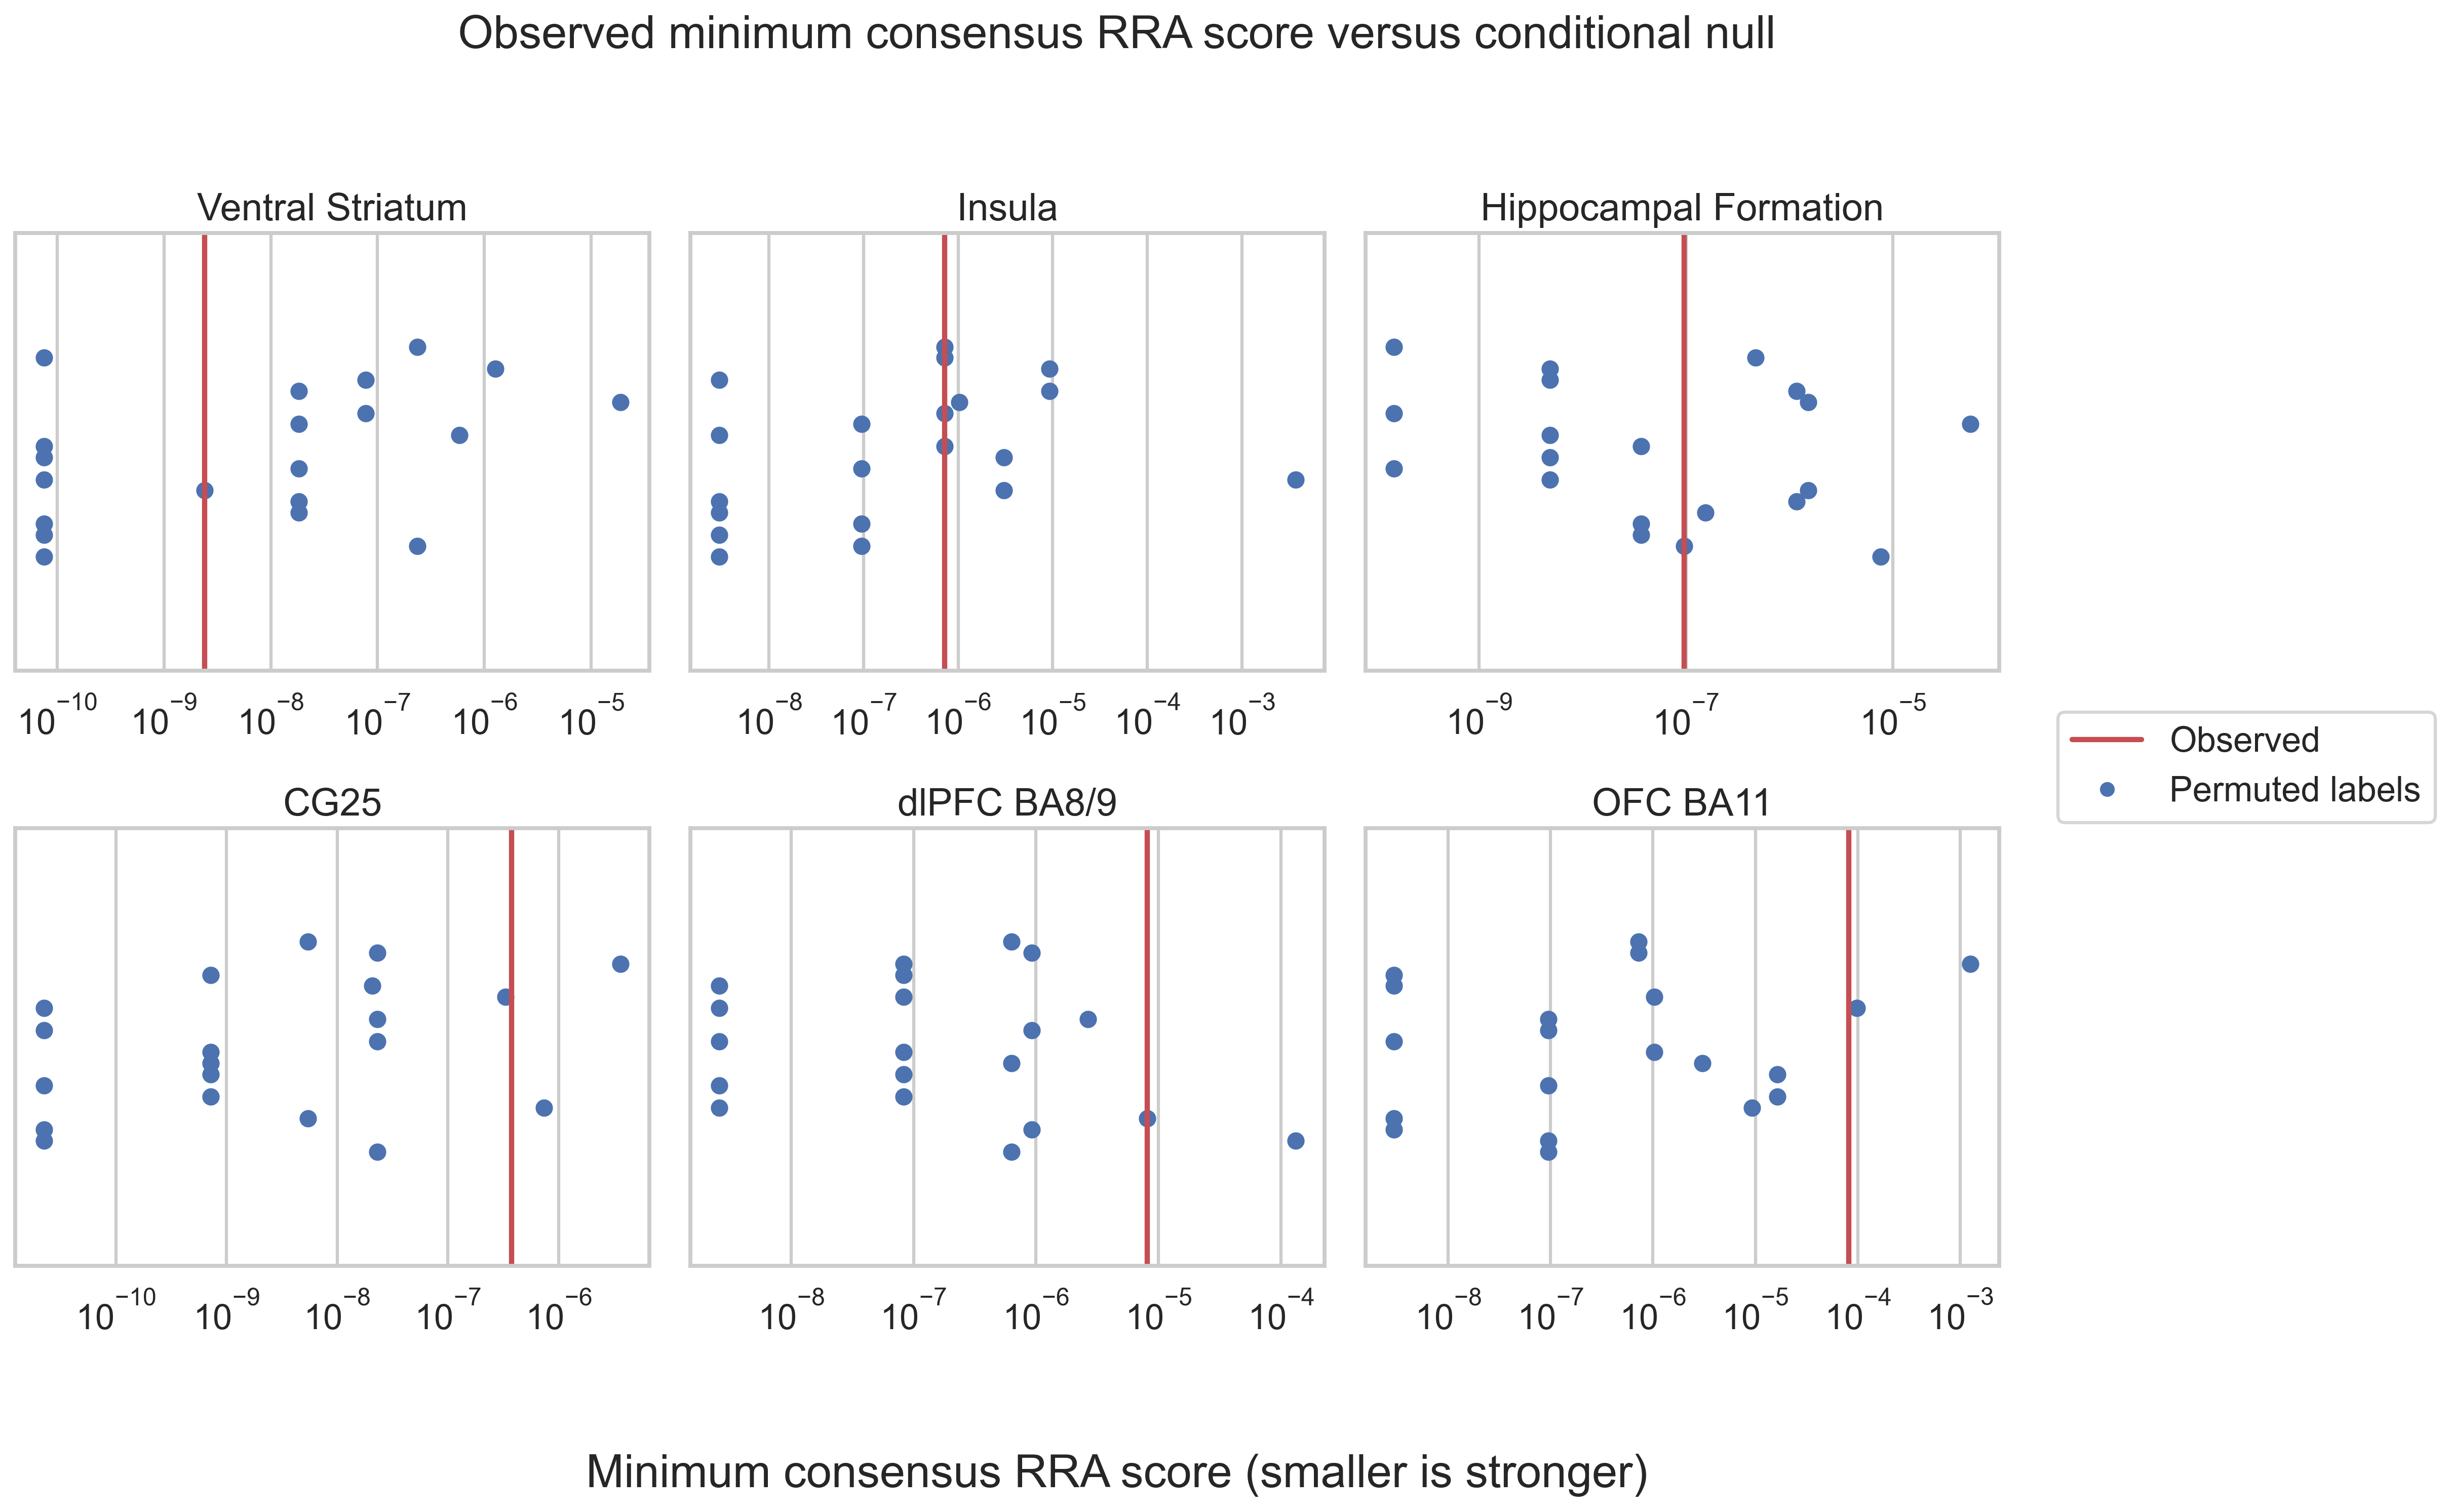 Observed minimum consensus RRA score versus conditional null
Ventral Striatum
Insula
Hippocampal Formation
10⁻¹⁰ 10⁻⁹ 10⁻⁸ 10⁻⁷ 10⁻⁶ 10⁻⁵
10⁻⁸ 10⁻⁷ 10⁻⁶ 10⁻⁵ 10⁻⁴ 10⁻³
10⁻⁹ 10⁻⁷ 10⁻⁵
Observed
Permuted labels
CG25
dlPFC BA8/9
OFC BA11
10⁻¹⁰ 10⁻⁹ 10⁻⁸ 10⁻⁷ 10⁻⁶
10⁻⁸ 10⁻⁷ 10⁻⁶ 10⁻⁵ 10⁻⁴
10⁻⁸ 10⁻⁷ 10⁻⁶ 10⁻⁵ 10⁻⁴ 10⁻³
Minimum consensus RRA score (smaller is stronger)